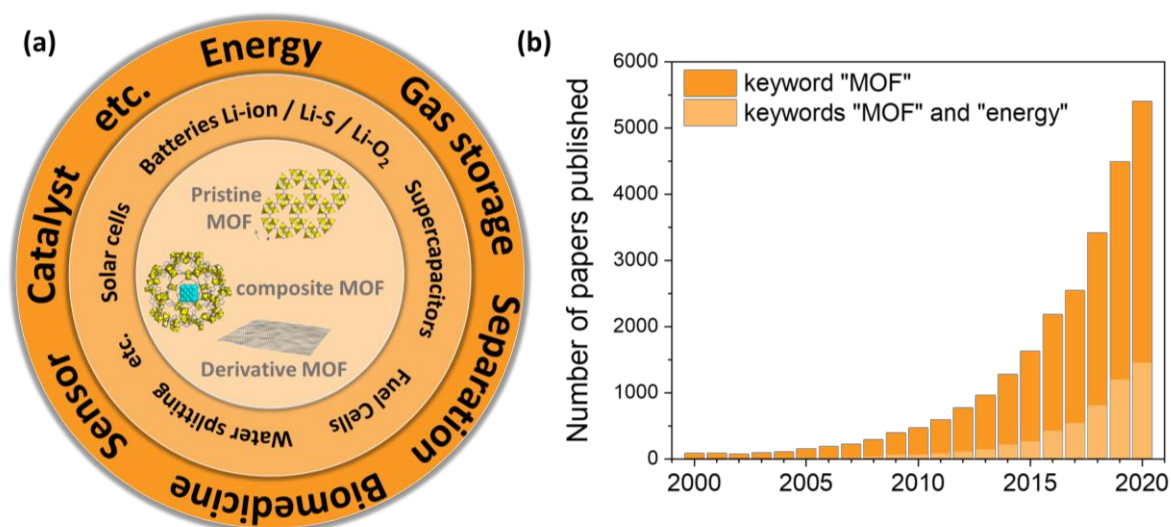 (a)
Energy
Gas storage
Separation
Biomedicine
Sensor
Catalyst
etc.
Batteries Li-ion / Li-S / Li-O₂
Supercapacitors
Fuel Cells
Water splitting
etc.
Solar cells
Pristine
MOF
composite MOF
Derivative MOF
(b)
keyword "MOF"
keywords "MOF" and "energy"
Number of papers published
6000
5000
4000
3000
2000
1000
0
2000
2005
2010
2015
2020